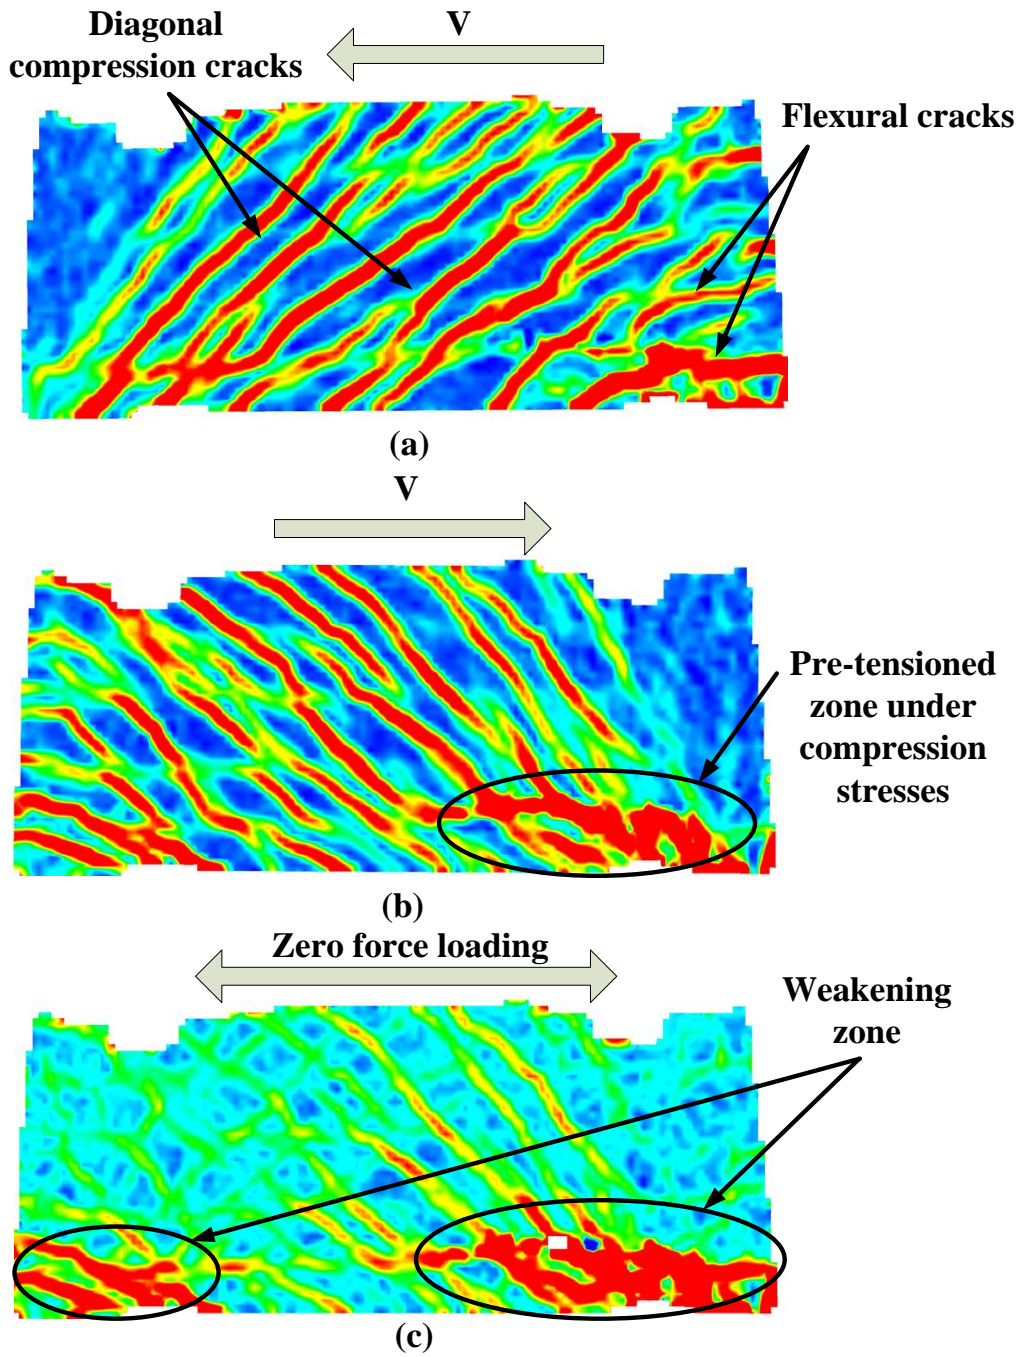 Diagonal
compression cracks
V
Flexural cracks
(a)
V
Pre-tensioned
zone under
compression
stresses
(b)
Zero force loading
Weakening
zone
(c)